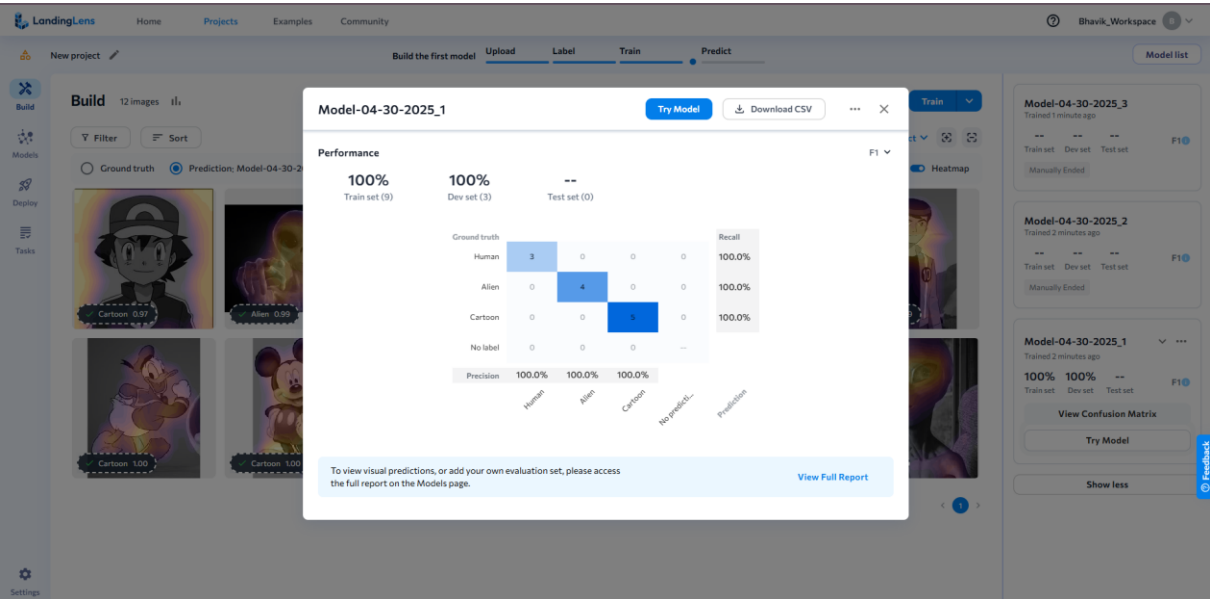 LandingLens Home Projects Examples Community Bhavik_Workspace B
New project Build the first model Upload Label Train Predict Model list
Build
Models
Deploy
Tasks
Settings
Build 12 images Train
Filter Sort
Ground truth Prediction: Model-04-30-2 Heatmap
Cartoon 0.97
Alien 0.99
Cartoon 1.00
Cartoon 1.00
Model-04-30-2025_1 Try Model Download CSV
Performance F1
100% 100% --
Train set (9) Dev set (3) Test set (0)
Ground truth Recall
Human 3 0 0 0 100.0%
Alien 0 4 0 0 100.0%
Cartoon 0 0 5 0 100.0%
No label 0 0 0 --
Precision 100.0% 100.0% 100.0%
Human Alien Cartoon No predicti... Prediction
To view visual predictions, or add your own evaluation set, please access
the full report on the Models page.
View Full Report
Model-04-30-2025_3
Trained 1 minute ago
-- -- -- F1
Train set Dev set Test set
Manually Ended
Model-04-30-2025_2
Trained 2 minutes ago
-- -- -- F1
Train set Dev set Test set
Manually Ended
Model-04-30-2025_1
Trained 2 minutes ago
100% 100% -- F1
Train set Dev set Test set
View Confusion Matrix
Try Model
Show less
1
Feedback